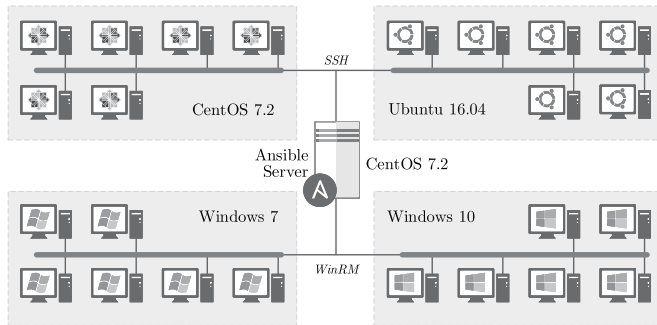 SSH
CentOS 7.2
Ubuntu 16.04
Ansible
Server
CentOS 7.2
Windows 7
Windows 10
WinRM